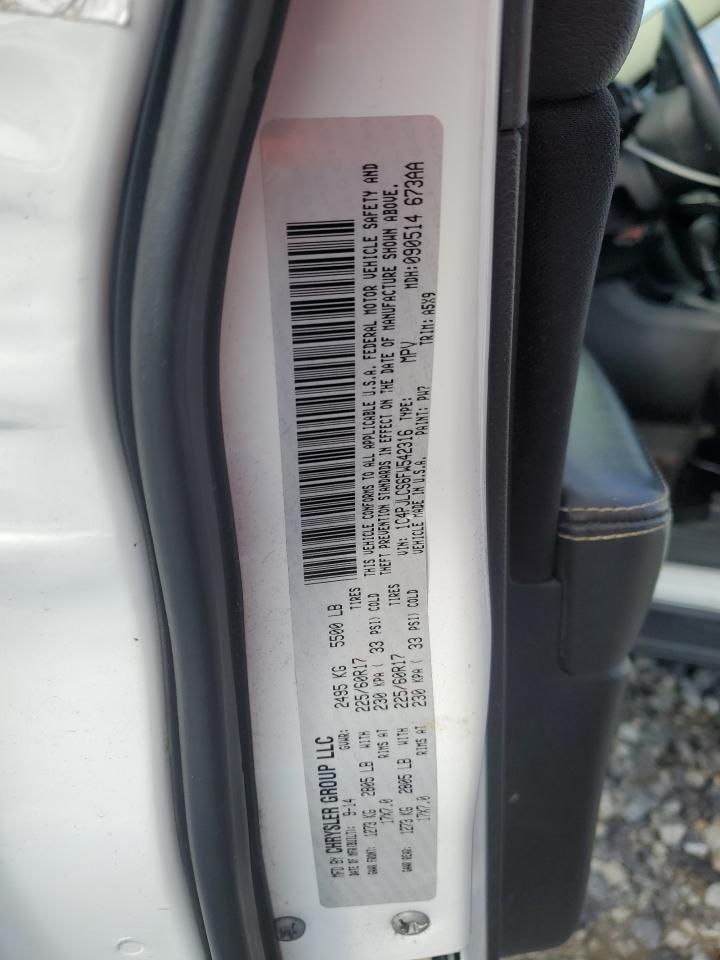 MFD BY CHRYSLER GROUP LLC
DATE OF MFR(BUILT): 9-14 GVWR: 2495 KG 5500 LB
GAWR FRONT: 1273 KG 2805 LB WITH 225/60R17 TIRES
17X7.0 RIMS AT 230 KPA ( 33 PSI) COLD
GAWR REAR: 1273 KG 2805 LB WITH 225/60R17 TIRES
17X7.0 RIMS AT 230 KPA ( 33 PSI) COLD
THIS VEHICLE CONFORMS TO ALL APPLICABLE U.S.A. FEDERAL MOTOR VEHICLE SAFETY AND
THEFT PREVENTION STANDARDS IN EFFECT ON THE DATE OF MANUFACTURE SHOWN ABOVE.
VIN: 1C4PJLCS6FW542316 TYPE: MPV MDH:090514 673AA
VEHICLE MADE IN U.S.A. PAINT: PW7 TRIM: A5X9